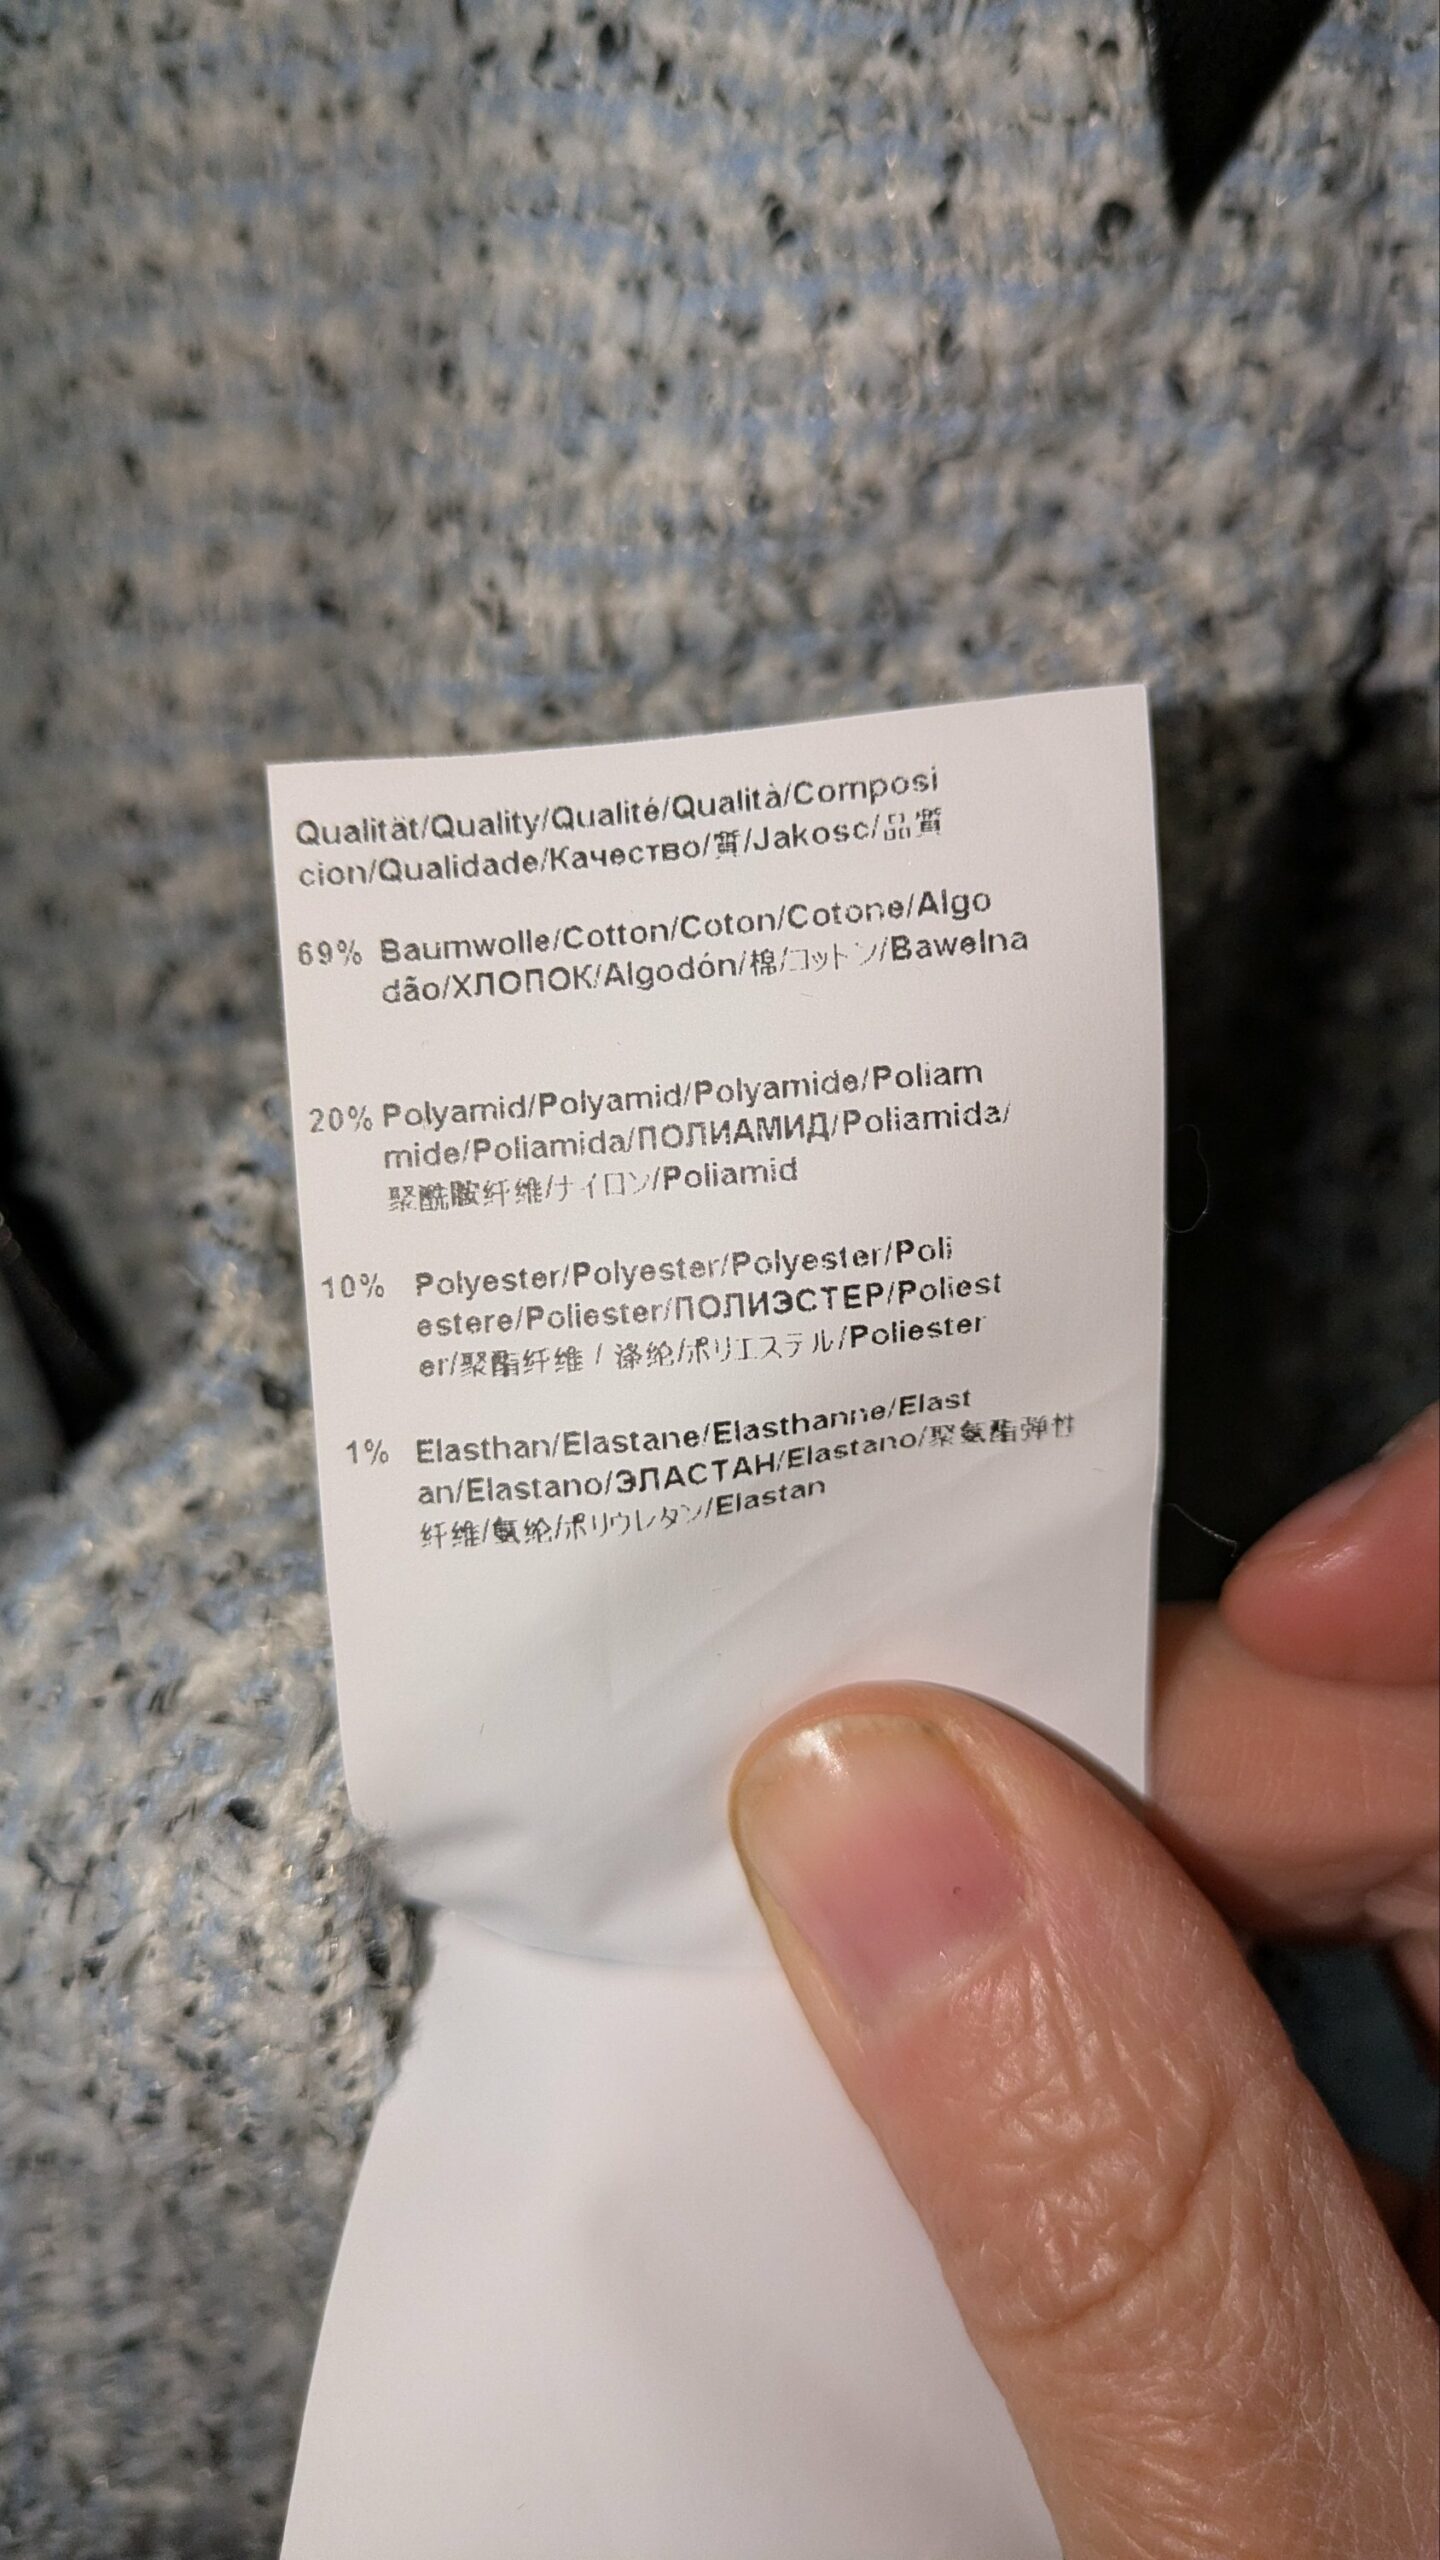 Qualität/Quality/Qualité/Qualità/Composi
cion/Qualidade/Качество/質/Jakosc/品質
69% Baumwolle/Cotton/Coton/Cotone/Algo
dão/ХЛОПОК/Algodón/棉/コットン/Bawelna
20% Polyamid/Polyamid/Polyamide/Poliam
mide/Poliamida/ПОЛИАМИД/Poliamida/
聚酰胺纤维/ナイロン/Poliamid
10% Polyester/Polyester/Polyester/Poli
estere/Poliester/ПОЛИЭСТЕР/Poliest
er/聚酯纤维 / 涤纶/ポリエステル/Poliester
1% Elasthan/Elastane/Elasthanne/Elast
an/Elastano/ЭЛАСТАН/Elastano/聚氨酯弹性
纤维/氨纶/ポリウレタン/Elastan